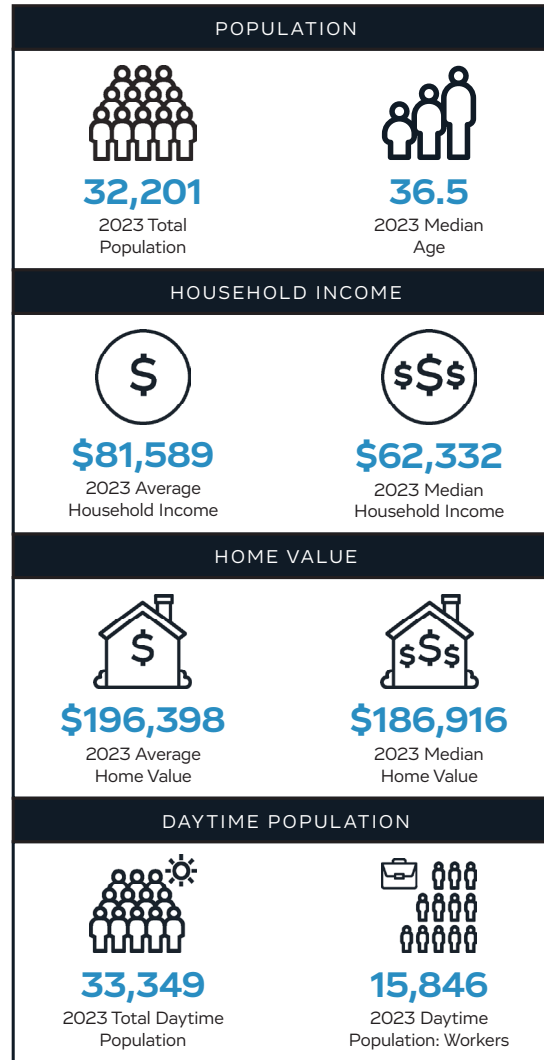 POPULATION
32,201
2023 Total
Population
36.5
2023 Median
Age
HOUSEHOLD INCOME
$
$81,589
2023 Average
Household Income
$$$
$62,332
2023 Median
Household Income
HOME VALUE
$
$196,398
2023 Average
Home Value
$$$
$186,916
2023 Median
Home Value
DAYTIME POPULATION
33,349
2023 Total Daytime
Population
15,846
2023 Daytime
Population: Workers